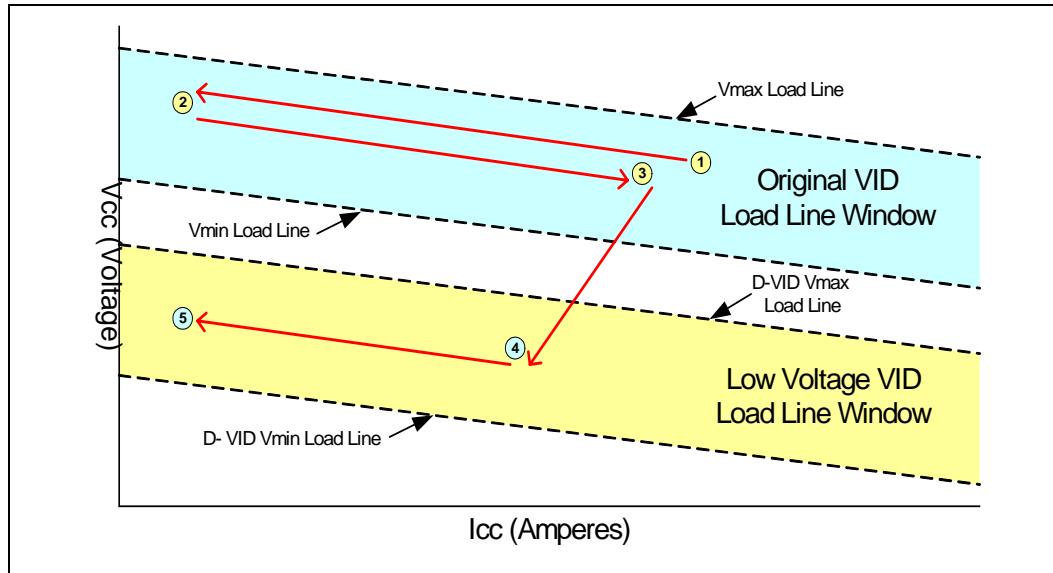 Vmax Load Line
2
1
3
Original VID
Load Line Window
Vcc (Voltage)
Vmin Load Line
D-VID Vmax
Load Line
5
4
Low Voltage VID
Load Line Window
D- VID Vmin Load Line
Icc (Amperes)